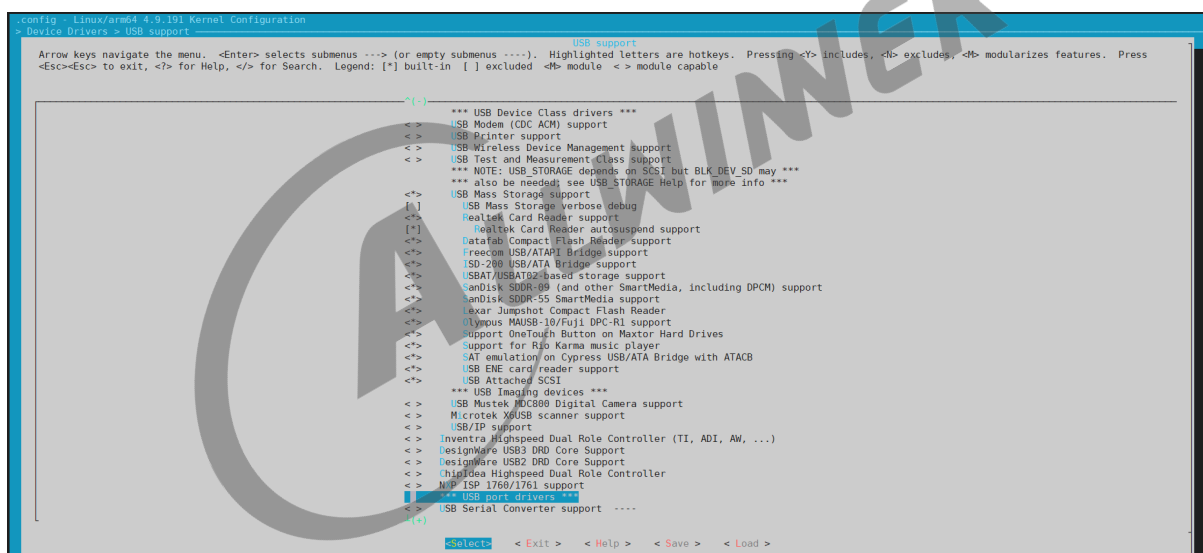 .config - Linux/arm64 4.9.191 Kernel Configuration
> Device Drivers > USB support
USB support
Arrow keys navigate the menu. <Enter> selects submenus ---> (or empty submenus ----). Highlighted letters are hotkeys. Pressing <Y> includes, <N> excludes, <M> modularizes features. Press
<Esc><Esc> to exit, <?> for Help, </> for Search. Legend: [*] built-in [ ] excluded <M> module < > module capable
^(-)
*** USB Device Class drivers ***
< > USB Modem (CDC ACM) support
< > USB Printer support
< > USB Wireless Device Management support
< > USB Test and Measurement Class support
*** NOTE: USB_STORAGE depends on SCSI but BLK_DEV_SD may ***
*** also be needed; see USB_STORAGE Help for more info ***
<*> USB Mass Storage support
[ ] USB Mass Storage verbose debug
<*> Realtek Card Reader support
[*] Realtek Card Reader autosuspend support
<*> Datafab Compact Flash Reader support
<*> Freecom USB/ATAPI Bridge support
<*> ISD-200 USB/ATA Bridge support
<*> USBAT/USBAT02-based storage support
<*> SanDisk SDDR-09 (and other SmartMedia, including DPCM) support
<*> SanDisk SDDR-55 SmartMedia support
<*> Lexar Jumpshot Compact Flash Reader
<*> Olympus MAUSB-10/Fuji DPC-R1 support
<*> Support OneTouch Button on Maxtor Hard Drives
<*> Support for Rio Karma music player
<*> SAT emulation on Cypress USB/ATA Bridge with ATACB
<*> USB ENE card reader support
<*> USB Attached SCSI
*** USB Imaging devices ***
< > USB Mustek MDC800 Digital Camera support
< > Microtek X6USB scanner support
< > USB/IP support
< > Inventra Highspeed Dual Role Controller (TI, ADI, AW, ...)
< > DesignWare USB3 DRD Core Support
< > DesignWare USB2 DRD Core Support
< > ChipIdea Highspeed Dual Role Controller
< > NXP ISP 1760/1761 support
*** USB port drivers ***
< > USB Serial Converter support ----
^(+)
<Select> < Exit > < Help > < Save > < Load >
ALLWINNER